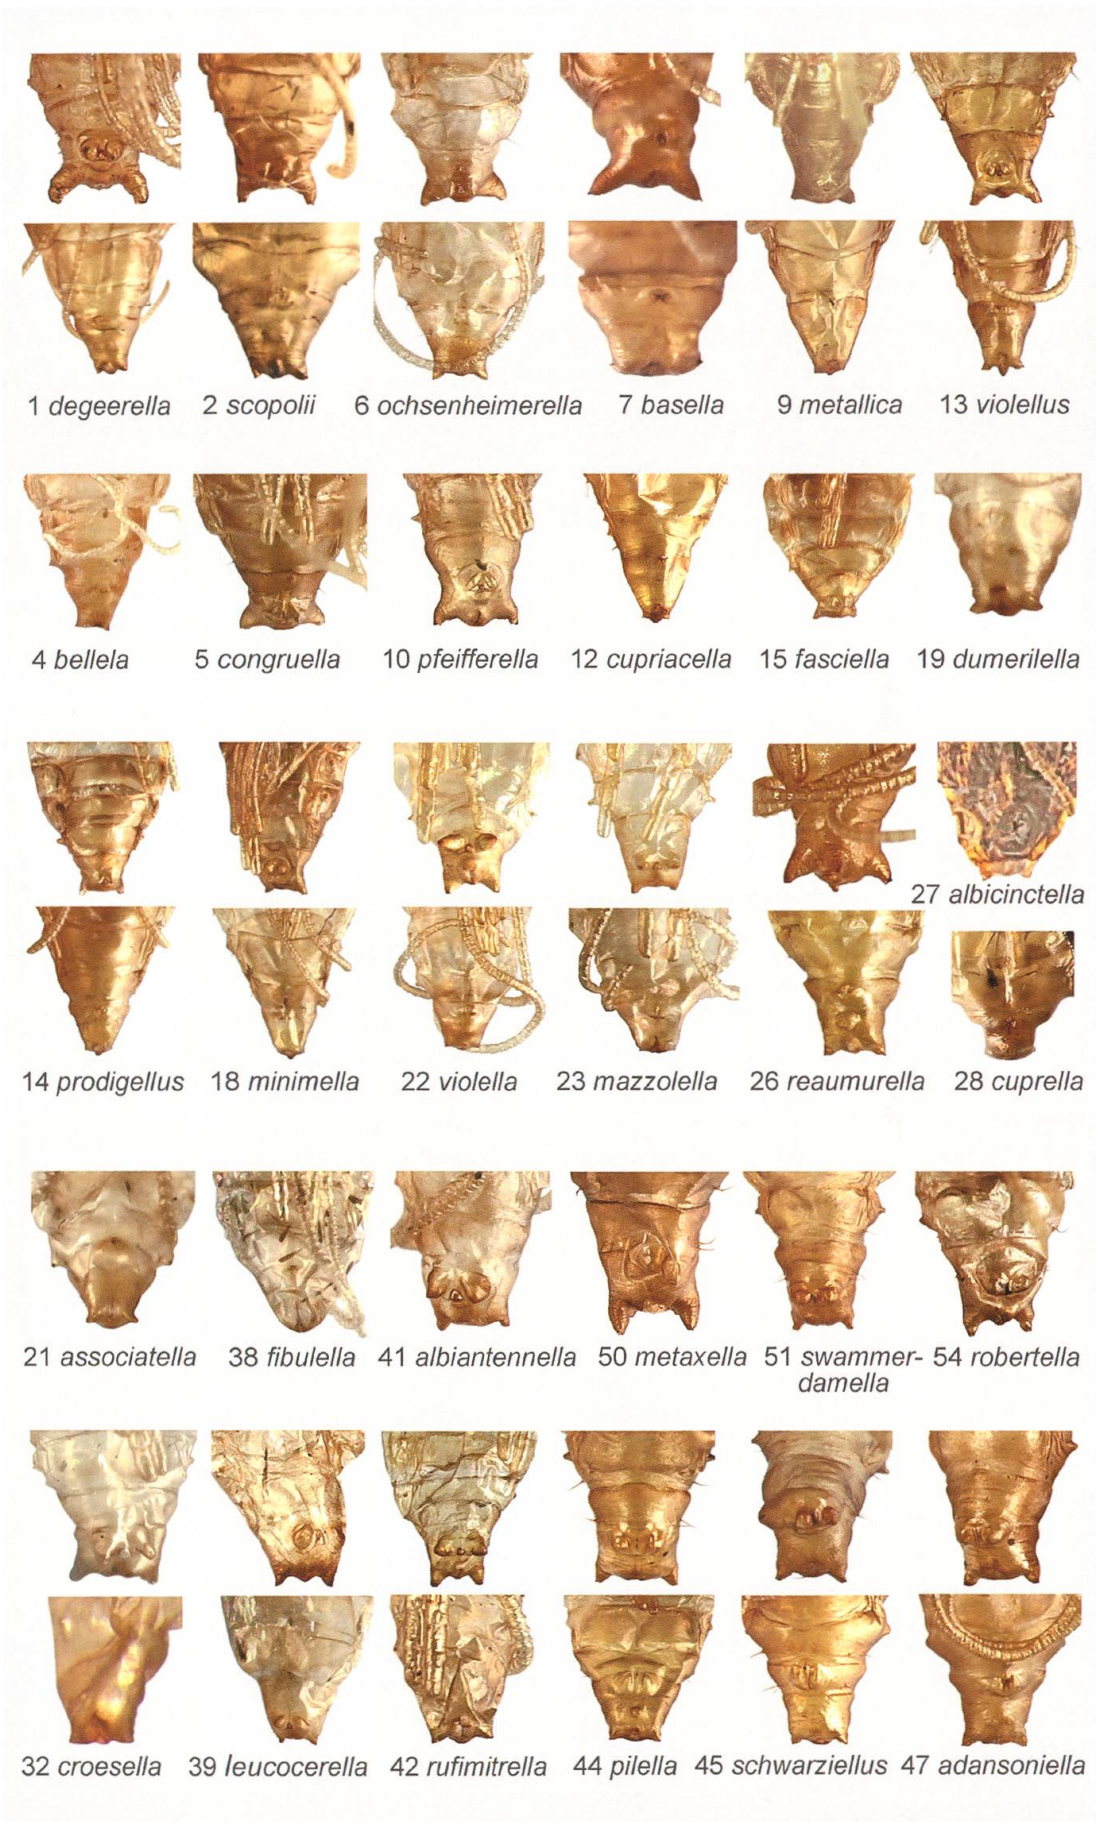 1 degeerella 2 scopolii 6 ochsenheimerella 7 basella 9 metallica 13 violellus
4 bellela 5 congruella 10 pfeifferella 12 cupriacella 15 fasciella 19 dumerilella
27 albicinctella
14 prodigellus 18 minimella 22 violella 23 mazzolella 26 reaumurella 28 cuprella
21 associatella 38 fibulella 41 albiantennella 50 metaxella 51 swammer- 54 robertella
damella
32 croesella 39 leucocerella 42 rufimitrella 44 pilella 45 schwarziellus 47 adansoniella